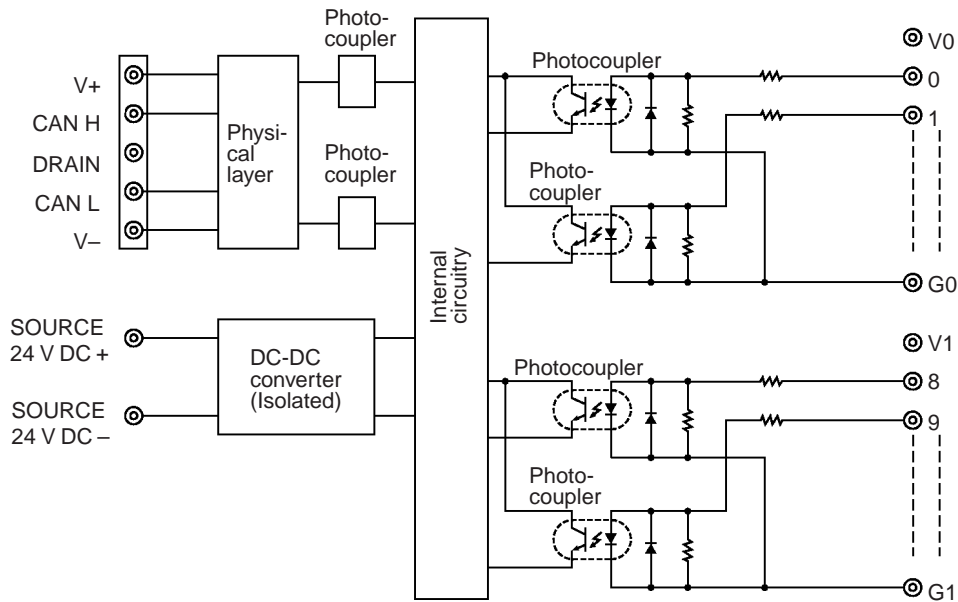 Photo-
coupler
V+
CAN H
DRAIN
CAN L
V–
Physi-
cal
layer
Photo-
coupler
SOURCE
24 V DC +
SOURCE
24 V DC –
DC-DC
converter
(Isolated)
Internal
circuitry
Photocoupler
Photo-
coupler
V0
0
1
G0
Photocoupler
Photo-
coupler
V1
8
9
G1